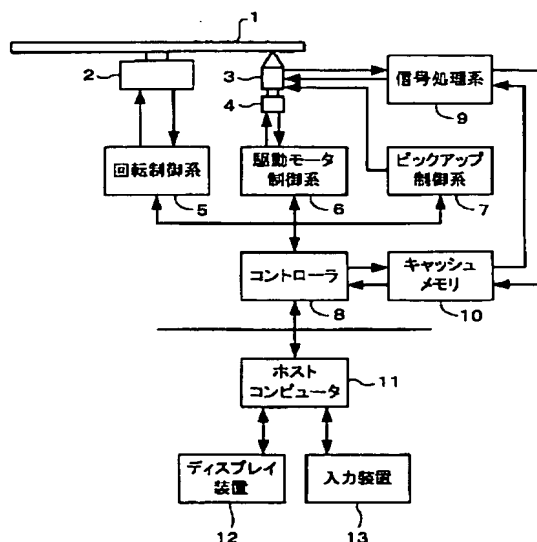 1
2
3
4
信号処理系
9
回転制御系
5
駆動モータ
制御系
6
ピックアップ
制御系
7
コントローラ
8
キャッシュ
メモリ
10
ホスト
コンピュータ
11
ディスプレイ
装置
12
入力装置
13